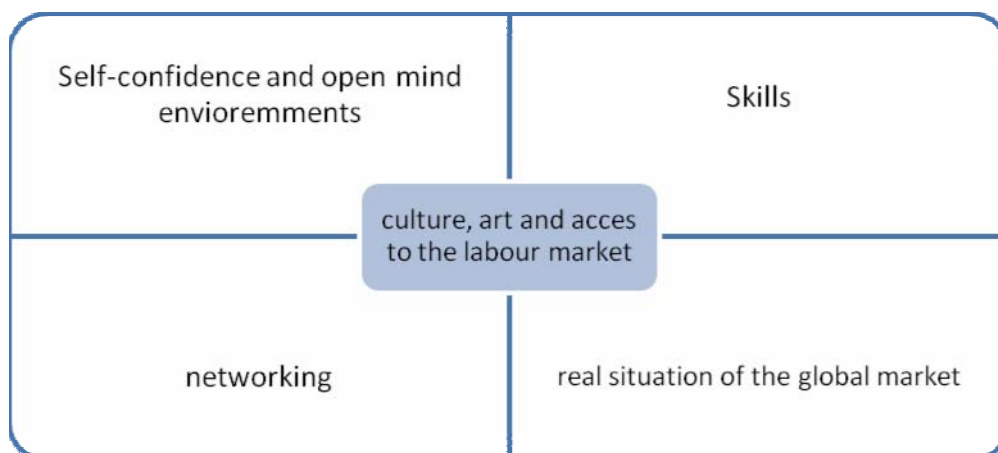 Self-confidence and open mind
envioremments
Skills
culture, art and acces
to the labour market
networking
real situation of the global market